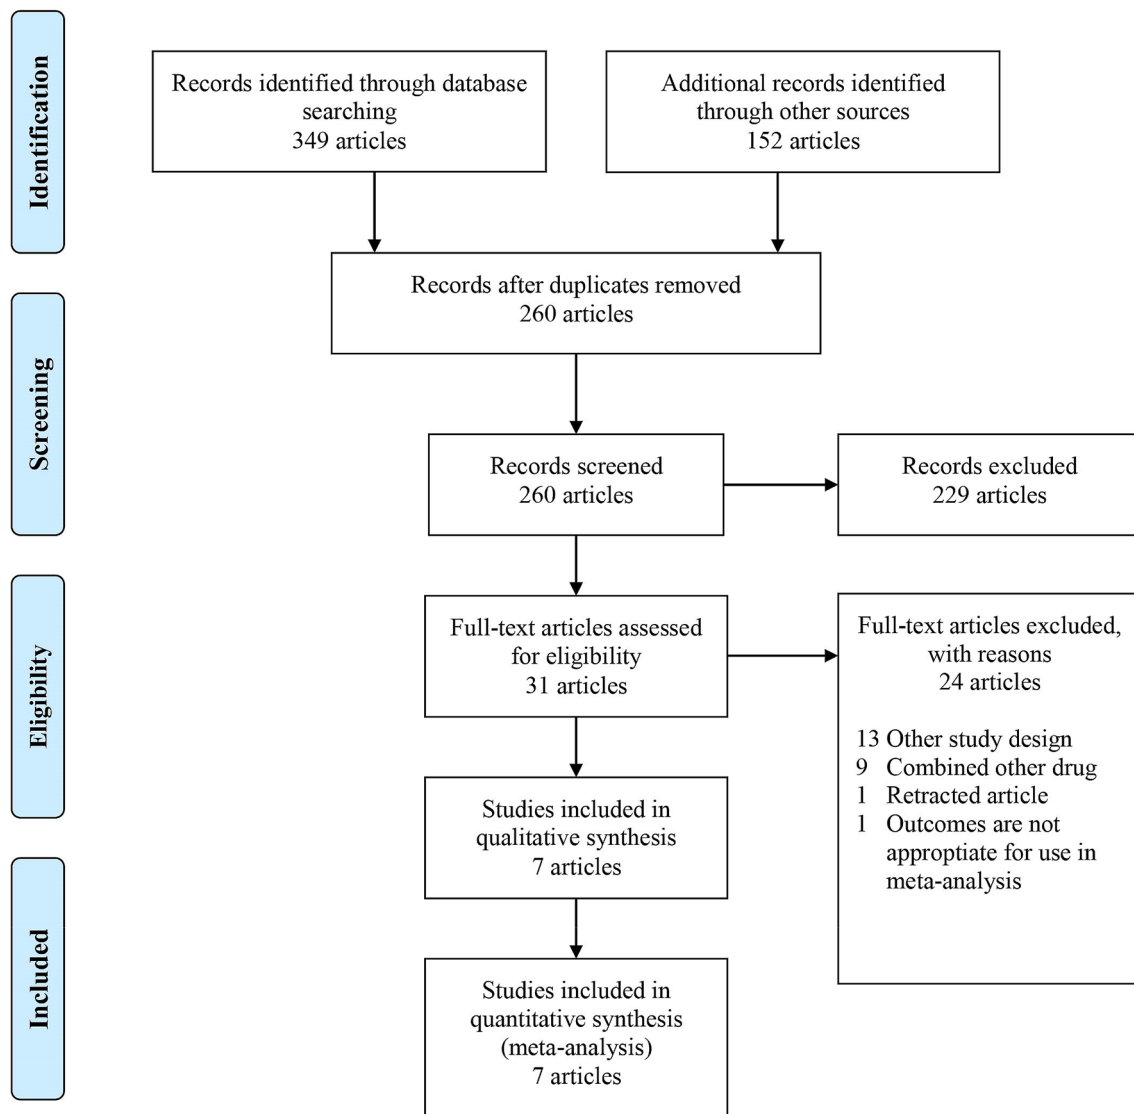 Identification
Records identified through database
searching
349 articles
Additional records identified
through other sources
152 articles
Records after duplicates removed
260 articles
Screening
Records screened
260 articles
Records excluded
229 articles
Eligibility
Full-text articles assessed
for eligibility
31 articles
Full-text articles excluded,
with reasons
24 articles
13 Other study design
9 Combined other drug
1 Retracted article
1 Outcomes are not
approptiate for use in
meta-analysis
Studies included in
qualitative synthesis
7 articles
Included
Studies included in
quantitative synthesis
(meta-analysis)
7 articles